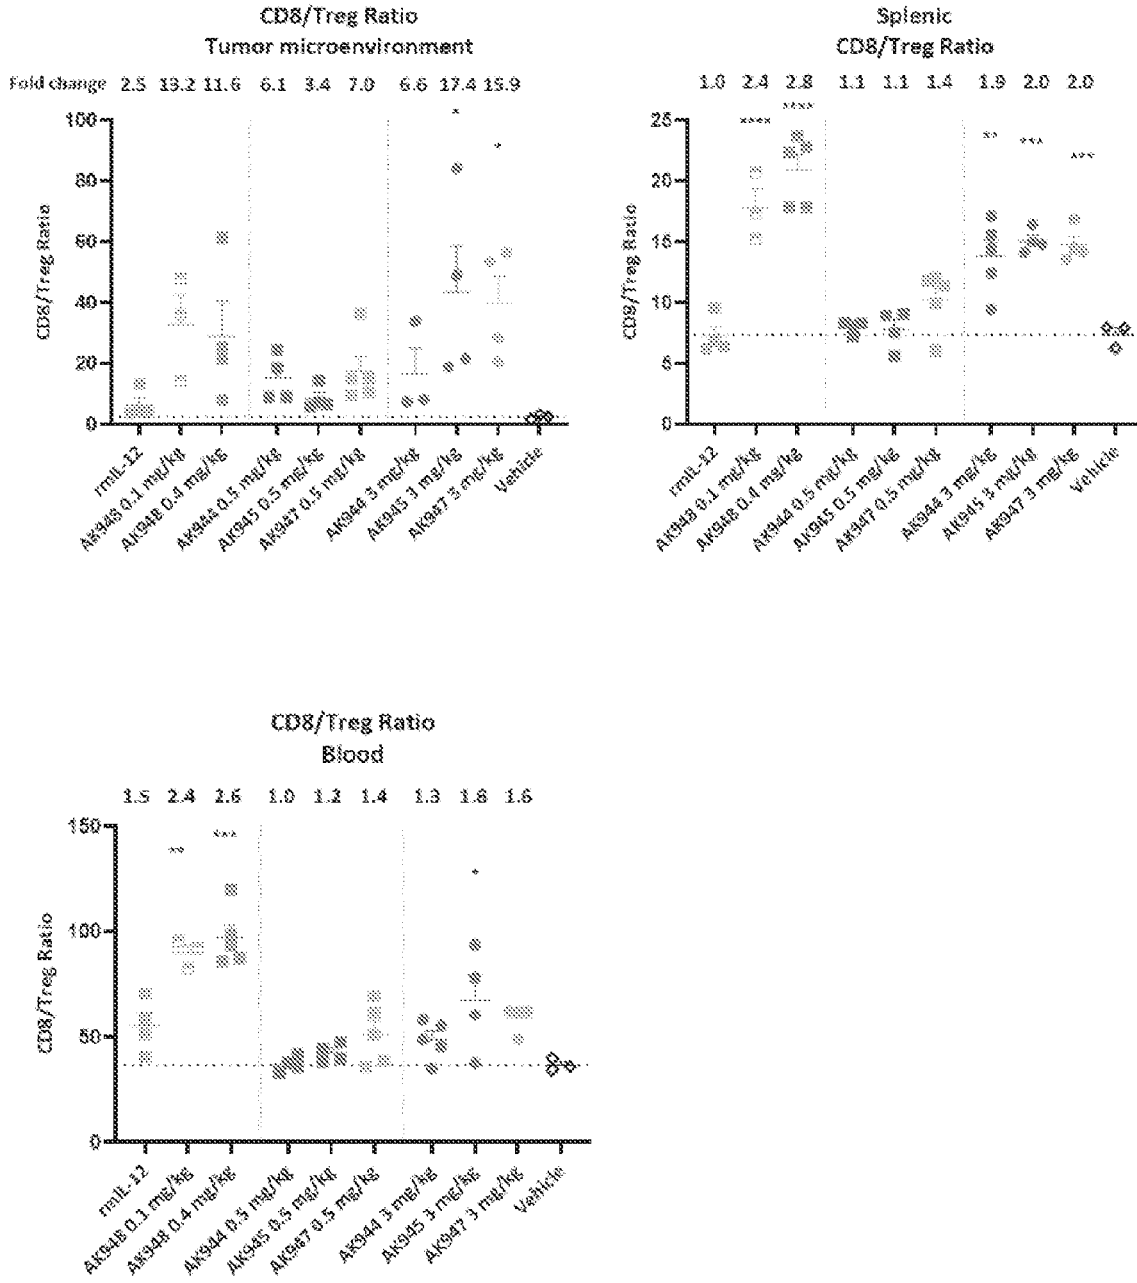 CD8/Treg Ratio
Tumor microenvironment
Fold change 2.5 13.2 11.6 6.1 3.4 7.0 6.6 17.4 15.9
*
*
100
80
60
40
20
0
CD8/Treg Ratio
rmIL-12
AK948 0.1 mg/kg
AK948 0.4 mg/kg
AK944 0.5 mg/kg
AK945 0.5 mg/kg
AK947 0.5 mg/kg
AK944 3 mg/kg
AK945 3 mg/kg
AK947 3 mg/kg
Vehicle
Splenic
CD8/Treg Ratio
1.0 2.4 2.8 1.1 1.1 1.4 1.9 2.0 2.0
****
****
**
***
***
25
20
15
10
5
0
CD8/Treg Ratio
rmIL-12
AK948 0.1 mg/kg
AK948 0.4 mg/kg
AK944 0.5 mg/kg
AK945 0.5 mg/kg
AK947 0.5 mg/kg
AK944 3 mg/kg
AK945 3 mg/kg
AK947 3 mg/kg
Vehicle
CD8/Treg Ratio
Blood
1.5 2.4 2.6 1.0 1.2 1.4 1.3 1.8 1.6
**
***
*
150
100
50
0
CD8/Treg Ratio
rmIL-12
AK948 0.1 mg/kg
AK948 0.4 mg/kg
AK944 0.5 mg/kg
AK945 0.5 mg/kg
AK947 0.5 mg/kg
AK944 3 mg/kg
AK945 3 mg/kg
AK947 3 mg/kg
Vehicle